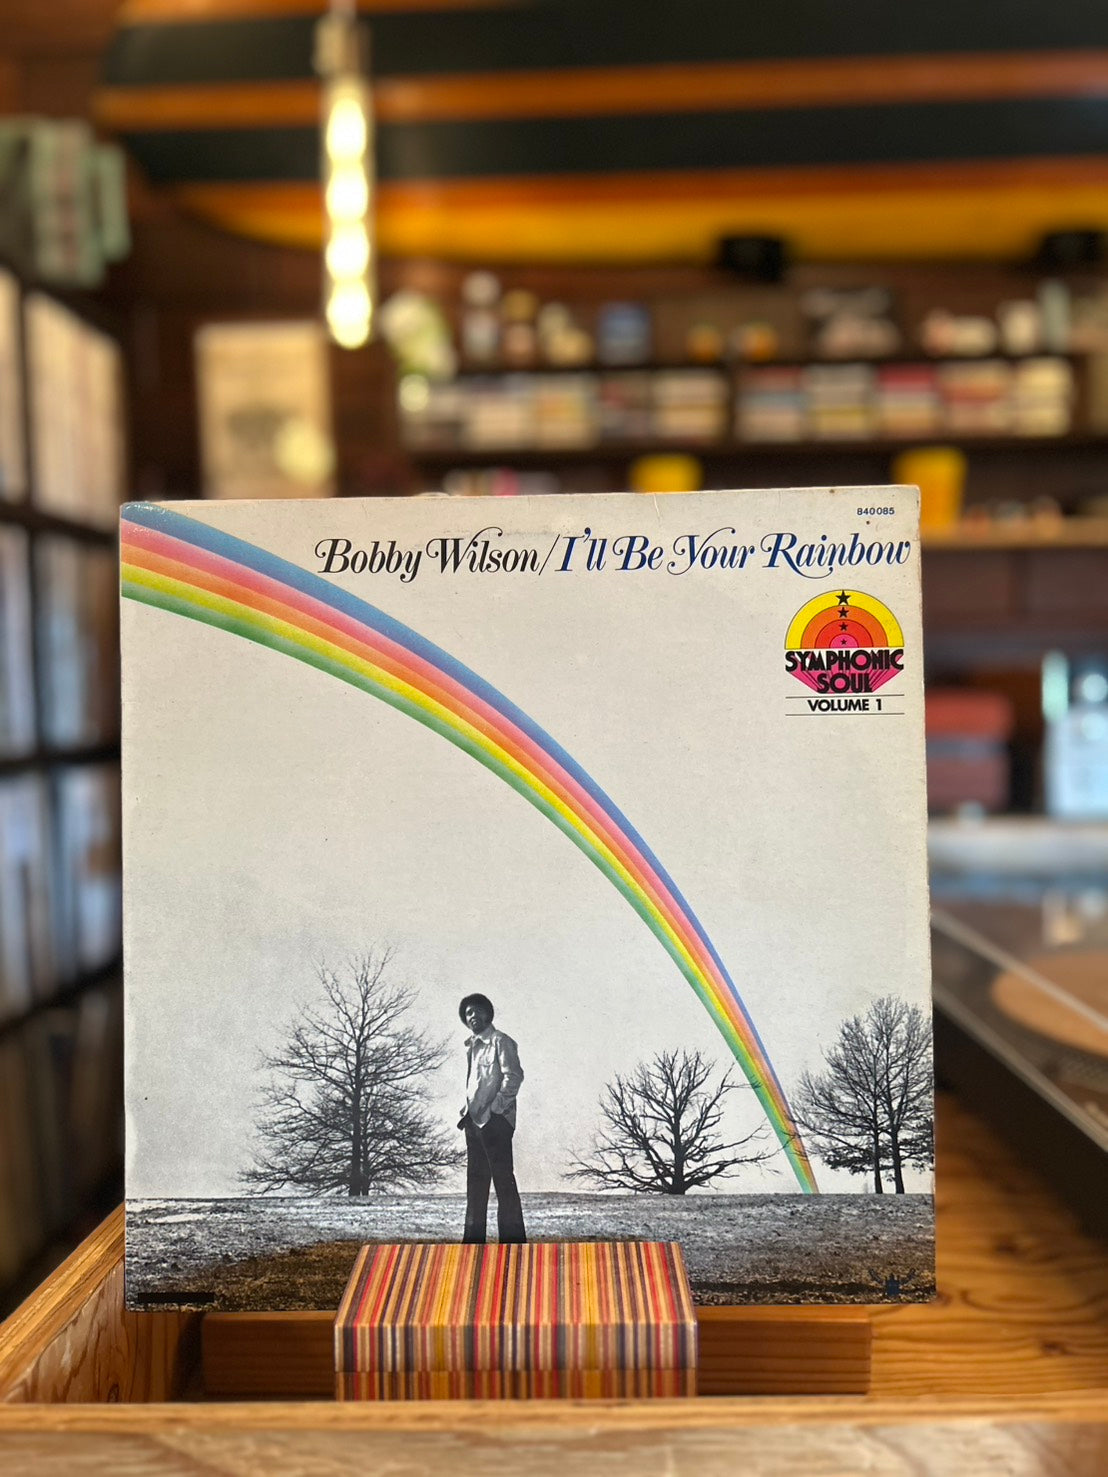 840085
Bobby Wilson/I'll Be Your Rainbow
SYMPHONIC
SOUL
VOLUME 1